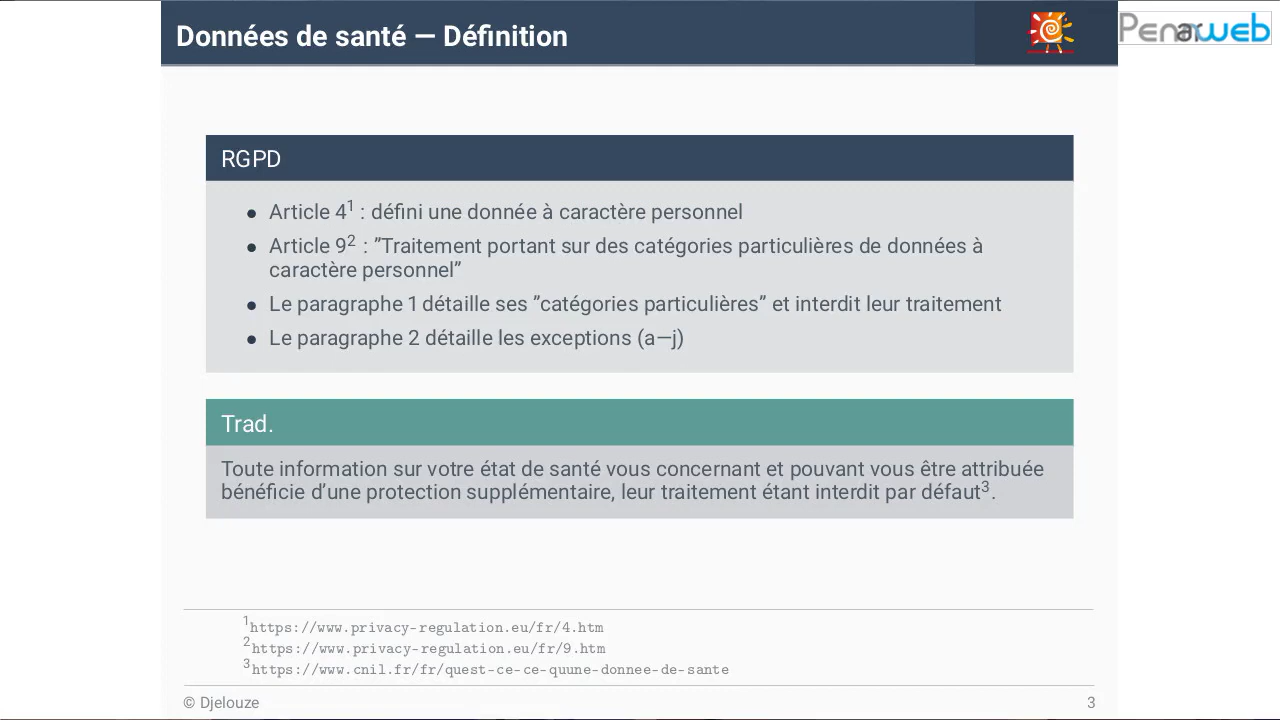 Données de santé — Définition
Penarweb
RGPD
• Article 4¹ : défini une donnée à caractère personnel
• Article 9² : ”Traitement portant sur des catégories particulières de données à
caractère personnel”
• Le paragraphe 1 détaille ses ”catégories particulières” et interdit leur traitement
• Le paragraphe 2 détaille les exceptions (a—j)
Trad.
Toute information sur votre état de santé vous concernant et pouvant vous être attribuée
bénéficie d’une protection supplémentaire, leur traitement étant interdit par défaut³.
¹https://www.privacy-regulation.eu/fr/4.htm
²https://www.privacy-regulation.eu/fr/9.htm
³https://www.cnil.fr/fr/quest-ce-ce-quune-donnee-de-sante
© Djelouze
3